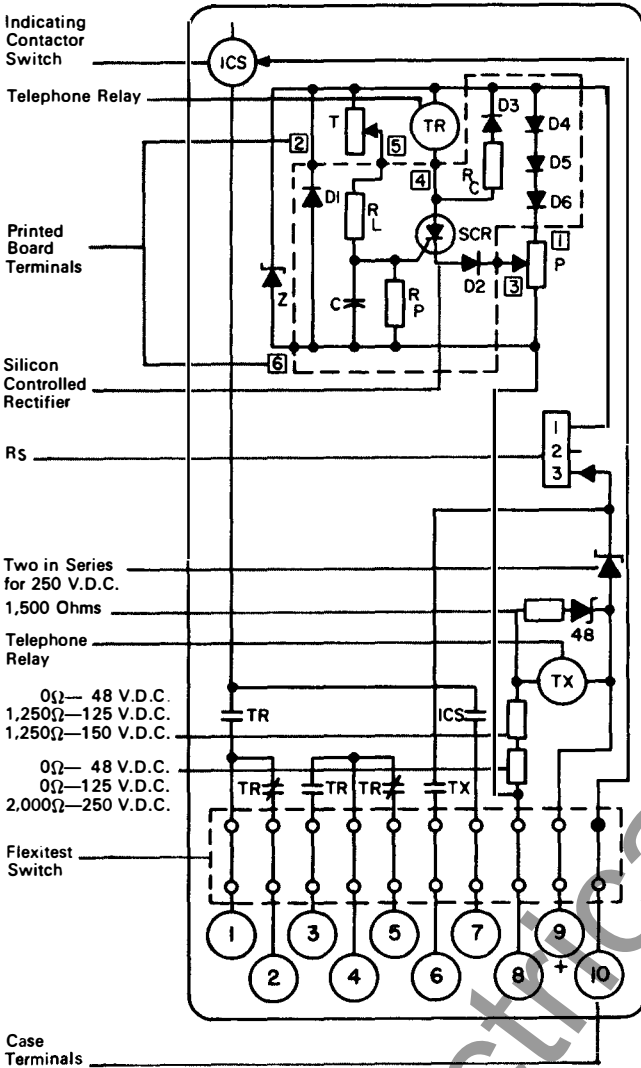 Indicating
Contactor
Switch
ICS
Telephone Relay
D3
D4
T
5
TR
2
4
D5
D1
R
L
R
C
D6
SCR
1
P
Printed
Board
Terminals
D2
3
Z
C
R
P
6
Silicon
Controlled
Rectifier
1
RS
2
3
Two in Series
for 250 V.D.C.
1,500 Ohms
48
Telephone
Relay
TX
0Ω— 48 V.D.C.
1,250Ω—125 V.D.C.
1,250Ω—150 V.D.C.
TR
ICS
0Ω— 48 V.D.C.
0Ω—125 V.D.C.
2,000Ω—250 V.D.C.
TR
TR
TR
TX
Flexitest
Switch
1
3
5
7
9
2
4
6
8
+
10
Case
Terminals